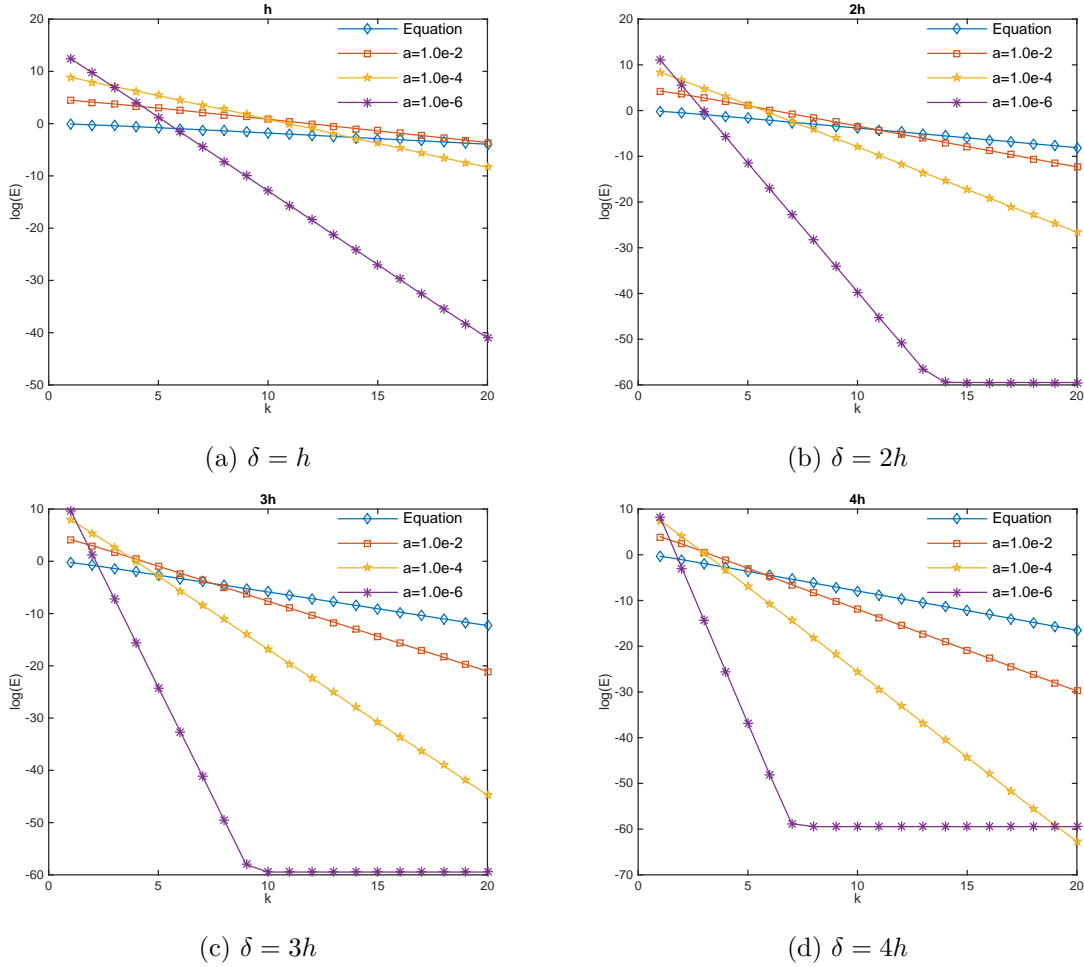 h
20
10
0
-10
-20
-30
-40
-50
log(E)
0 5 10 15 20
k
Equation
a=1.0e-2
a=1.0e-4
a=1.0e-6
(a) δ = h
2h
20
10
0
-10
-20
-30
-40
-50
-60
log(E)
0 5 10 15 20
k
Equation
a=1.0e-2
a=1.0e-4
a=1.0e-6
(b) δ = 2h
3h
10
0
-10
-20
-30
-40
-50
-60
log(E)
0 5 10 15 20
k
Equation
a=1.0e-2
a=1.0e-4
a=1.0e-6
(c) δ = 3h
4h
10
0
-10
-20
-30
-40
-50
-60
-70
log(E)
0 5 10 15 20
k
Equation
a=1.0e-2
a=1.0e-4
a=1.0e-6
(d) δ = 4h